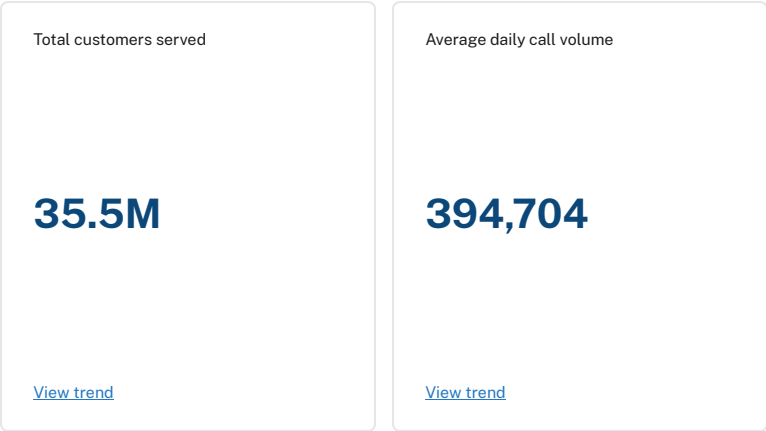 Total customers served
35.5M
View trend
Average daily call volume
394,704
View trend